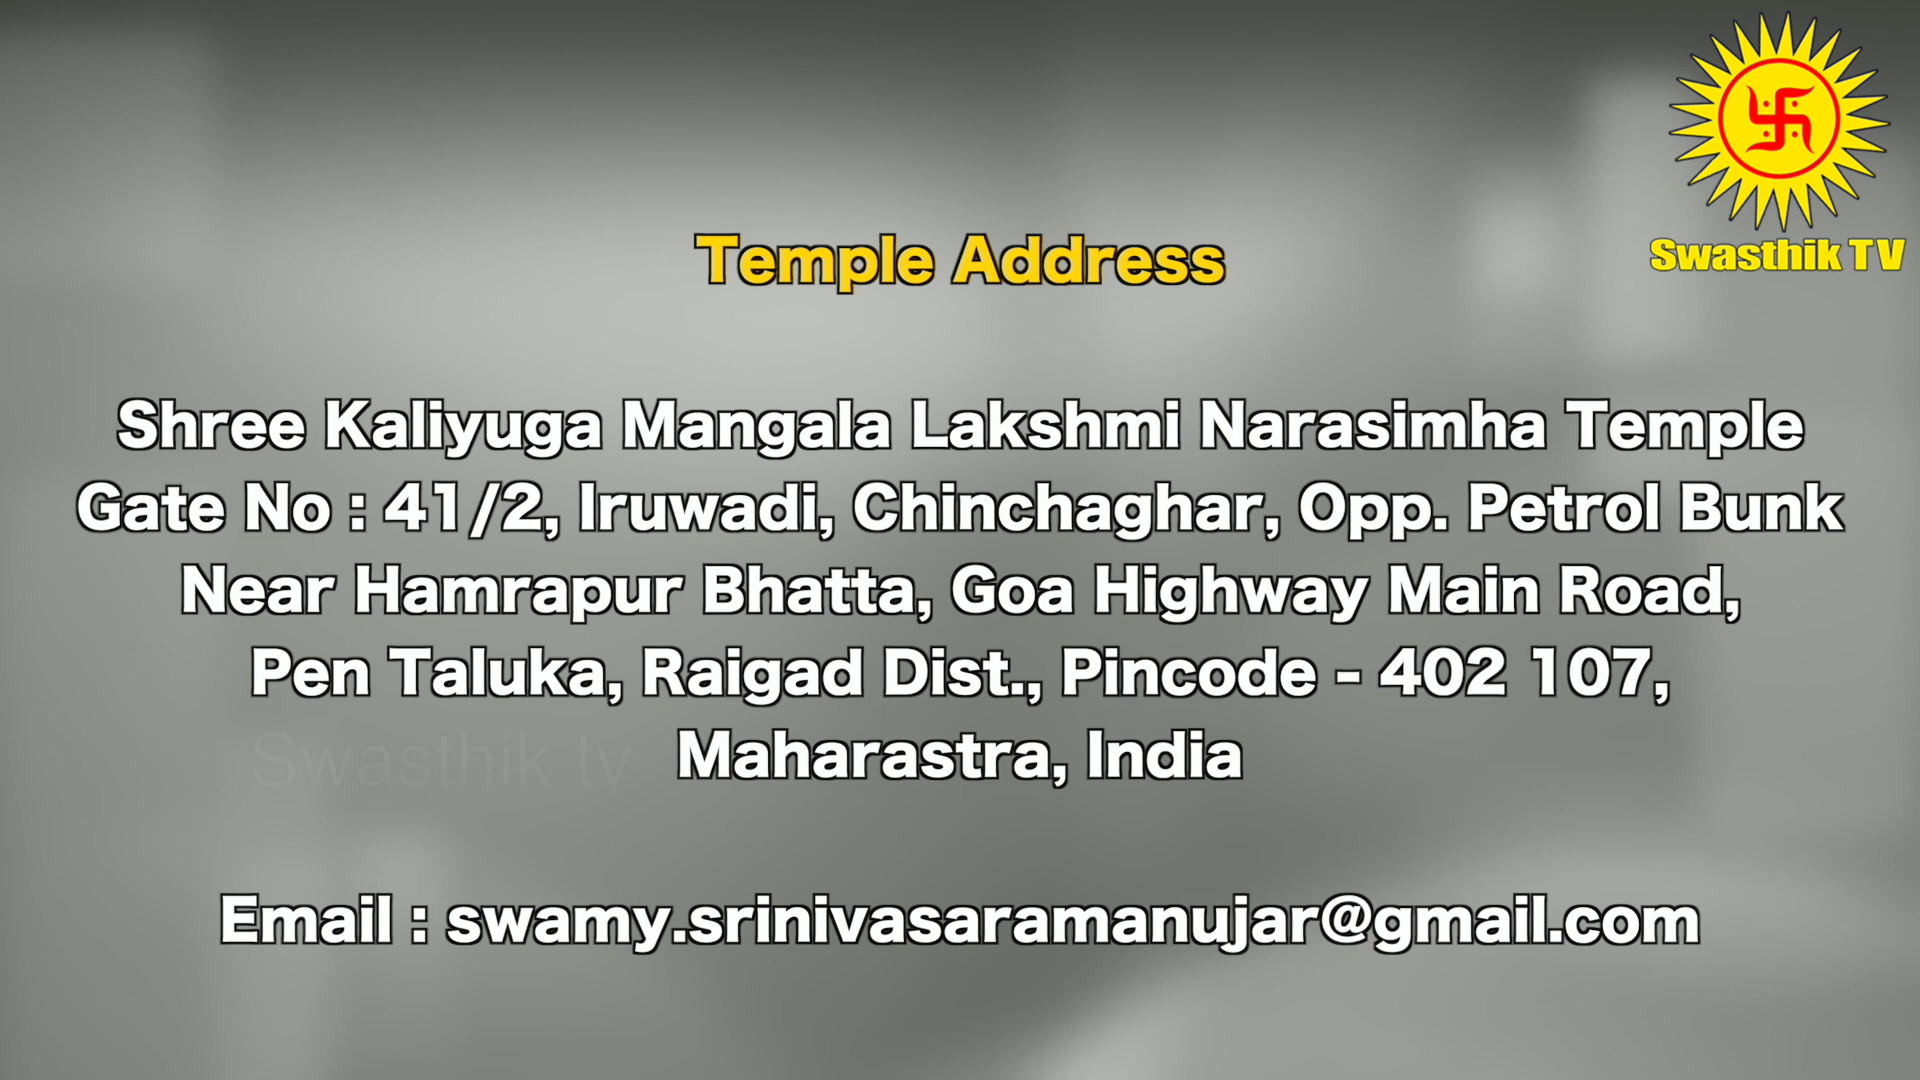 Swasthik TV
Temple Address
Shree Kaliyuga Mangala Lakshmi Narasimha Temple
Gate No : 41/2, Iruwadi, Chinchaghar, Opp. Petrol Bunk
Near Hamrapur Bhatta, Goa Highway Main Road,
Pen Taluka, Raigad Dist., Pincode - 402 107,
Maharastra, India
Swasthik tv
Email : swamy.srinivasaramanujar@gmail.com